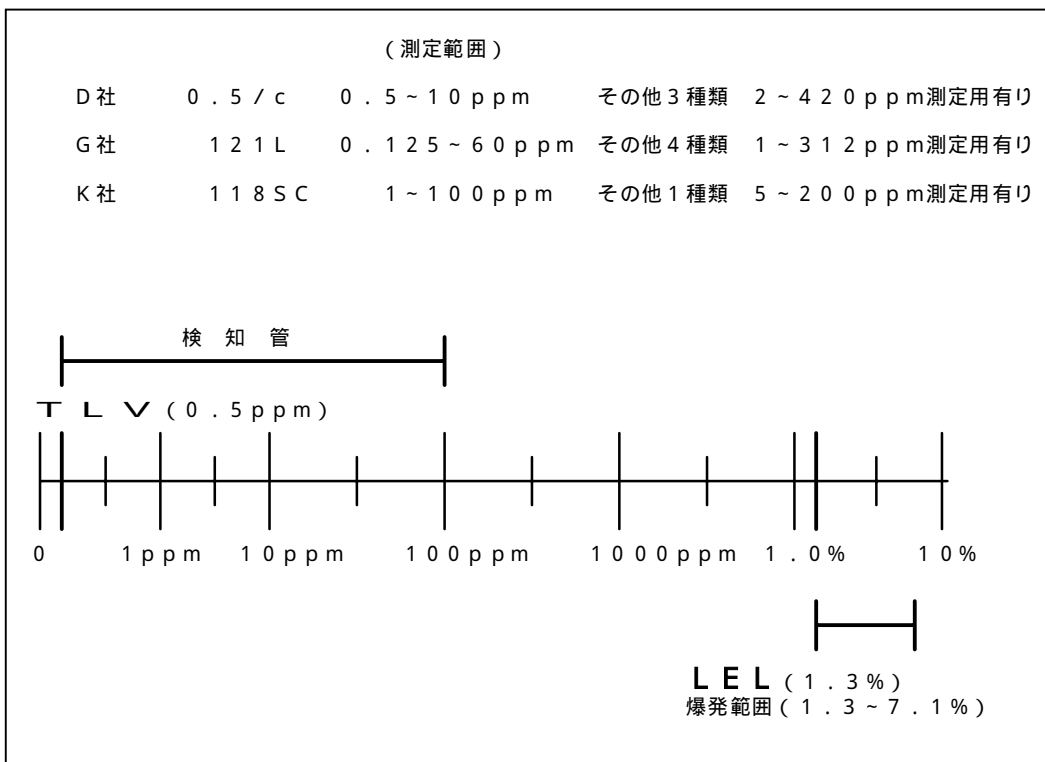 (測定範囲)
D社 0.5/c 0.5~10ppm その他3種類 2~420ppm測定用有り
G社 121L 0.125~60ppm その他4種類 1~312ppm測定用有り
K社 118SC 1~100ppm その他1種類 5~200ppm測定用有り
検知管
TLV(0.5ppm)
0 1ppm 10ppm 100ppm 1000ppm 1.0% 10%
LEL(1.3%)
爆発範囲(1.3~7.1%)